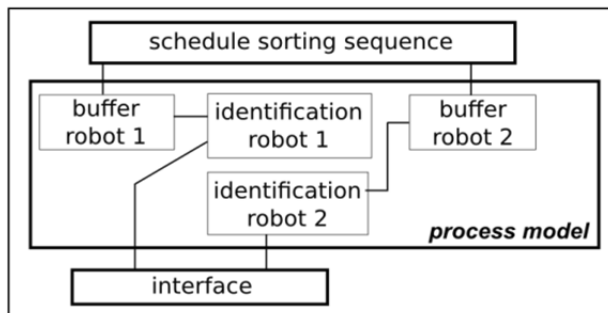 schedule sorting sequence
buffer
robot 1
identification
robot 1
buffer
robot 2
identification
robot 2
process model
interface